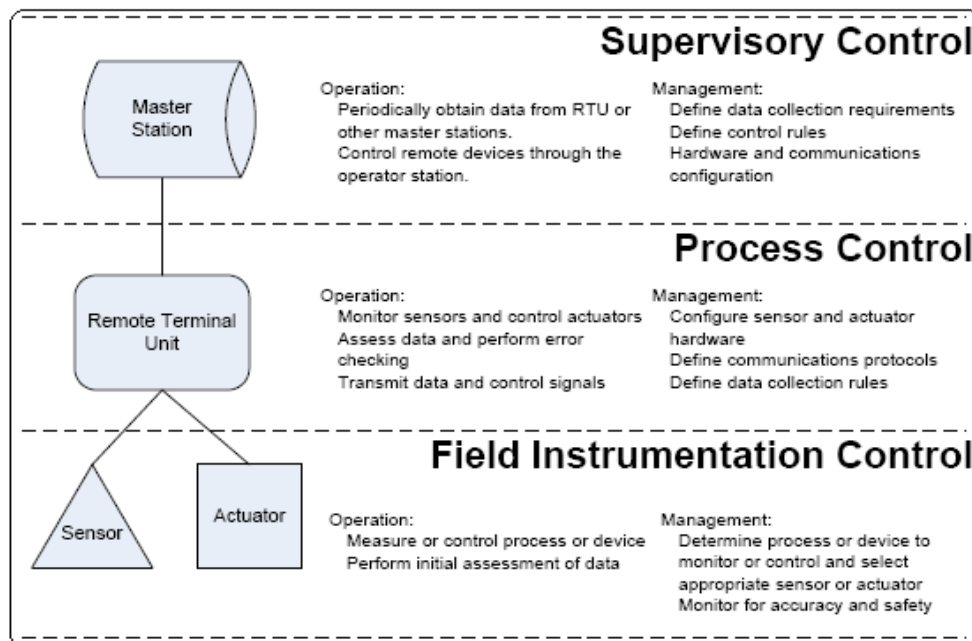 Supervisory Control
Master
Station
Operation:
Periodically obtain data from RTU or
other master stations.
Control remote devices through the
operator station.
Management:
Define data collection requirements
Define control rules
Hardware and communications
configuration
Process Control
Remote Terminal
Unit
Operation:
Monitor sensors and control actuators
Assess data and perform error
checking
Transmit data and control signals
Management:
Configure sensor and actuator
hardware
Define communications protocols
Define data collection rules
Field Instrumentation Control
Sensor
Actuator
Operation:
Measure or control process or device
Perform initial assessment of data
Management:
Determine process or device to
monitor or control and select
appropriate sensor or actuator
Monitor for accuracy and safety